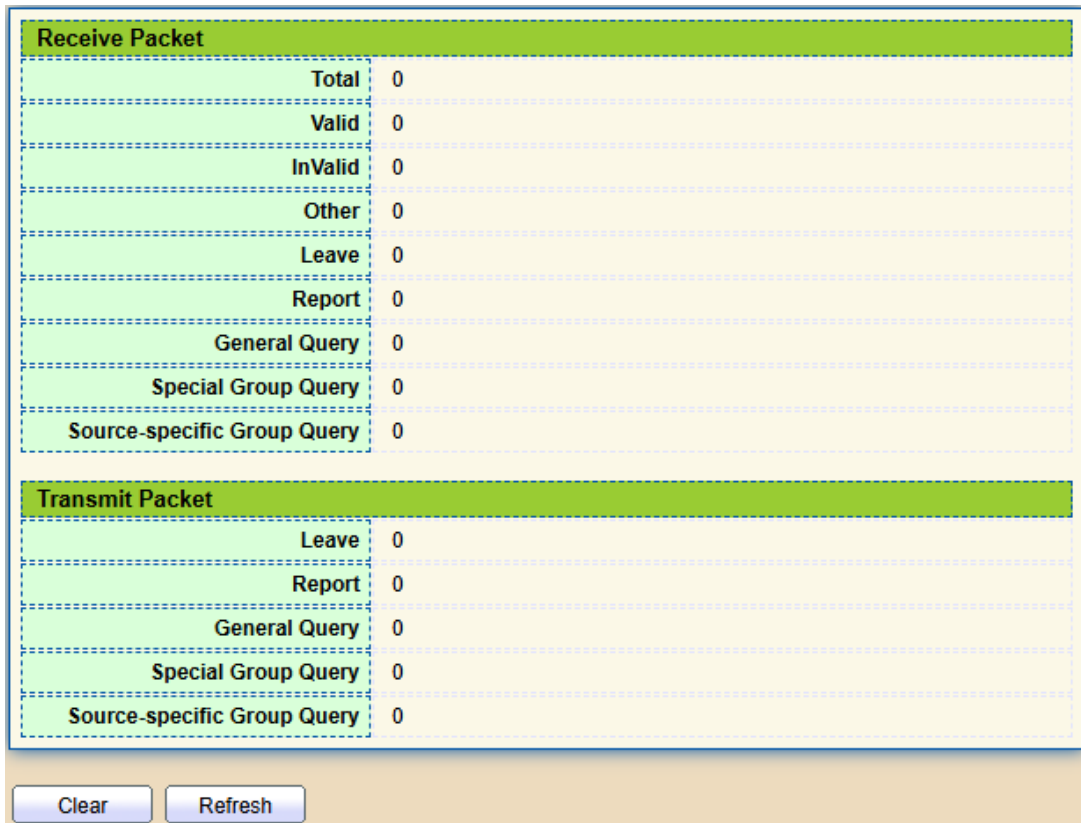 Receive Packet
Total 0
Valid 0
InValid 0
Other 0
Leave 0
Report 0
General Query 0
Special Group Query 0
Source-specific Group Query 0
Transmit Packet
Leave 0
Report 0
General Query 0
Special Group Query 0
Source-specific Group Query 0
Clear Refresh